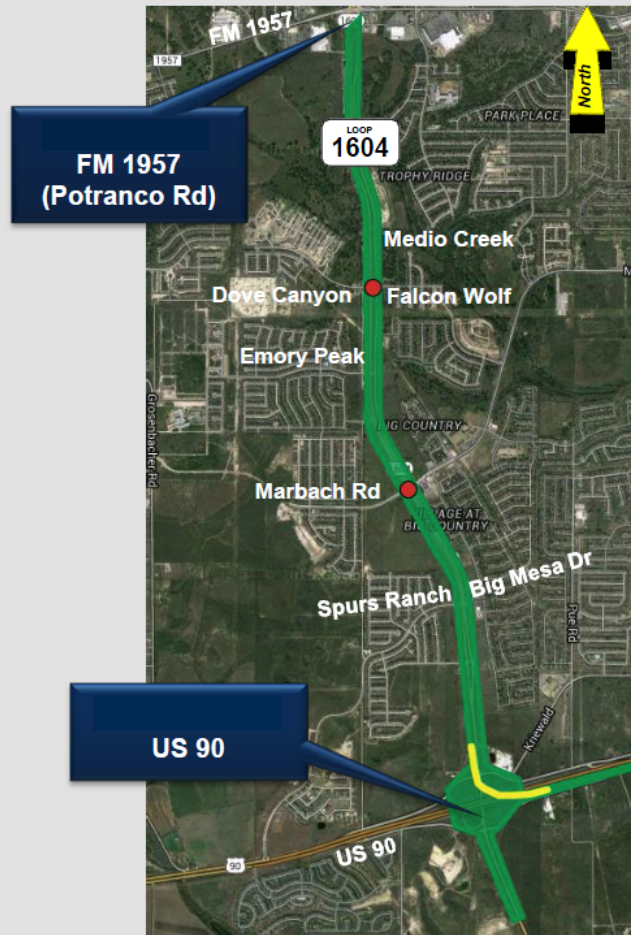 FM 1957
160
1957
North
PARK PLACE
FM 1957
(Potranco Rd)
LOOP
1604
TROPHY RIDGE
Medio Creek
Dove Canyon
Falcon Wolf
M
Emory Peak
Grosenbacher Rd
BIG COUNTRY
Marbach Rd
BIG COUNTRY
Spurs Ranch
Big Mesa Dr
Pue Rd
Kriewald
US 90
US 90
90